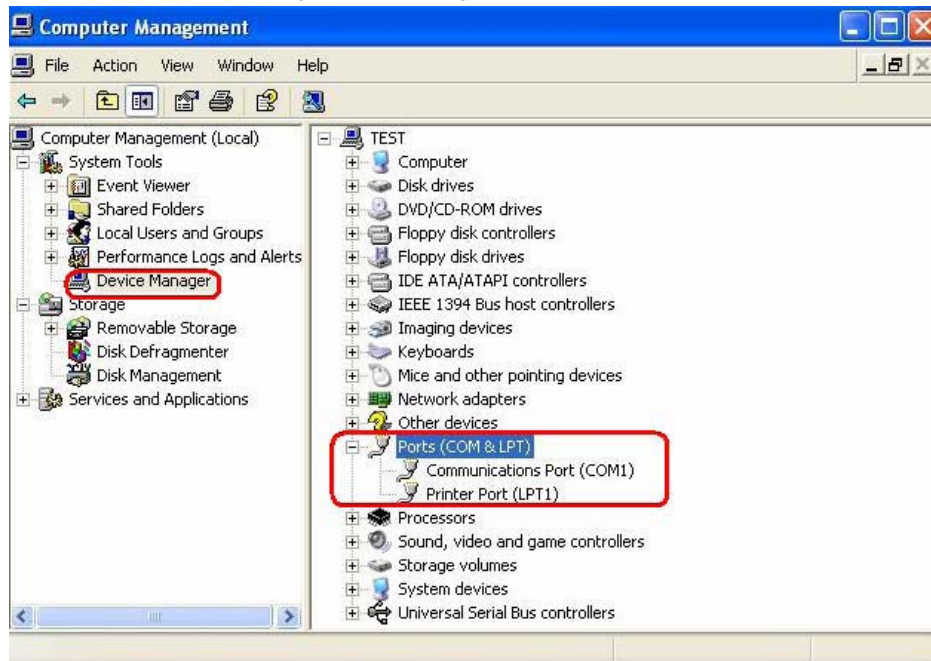 Computer Management
File Action View Window Help
Computer Management (Local)
System Tools
Event Viewer
Shared Folders
Local Users and Groups
Performance Logs and Alerts
Device Manager
Storage
Removable Storage
Disk Defragmenter
Disk Management
Services and Applications
TEST
Computer
Disk drives
DVD/CD-ROM drives
Floppy disk controllers
Floppy disk drives
IDE ATA/ATAPI controllers
IEEE 1394 Bus host controllers
Imaging devices
Keyboards
Mice and other pointing devices
Network adapters
Other devices
Ports (COM & LPT)
Communications Port (COM1)
Printer Port (LPT1)
Processors
Sound, video and game controllers
Storage volumes
System devices
Universal Serial Bus controllers